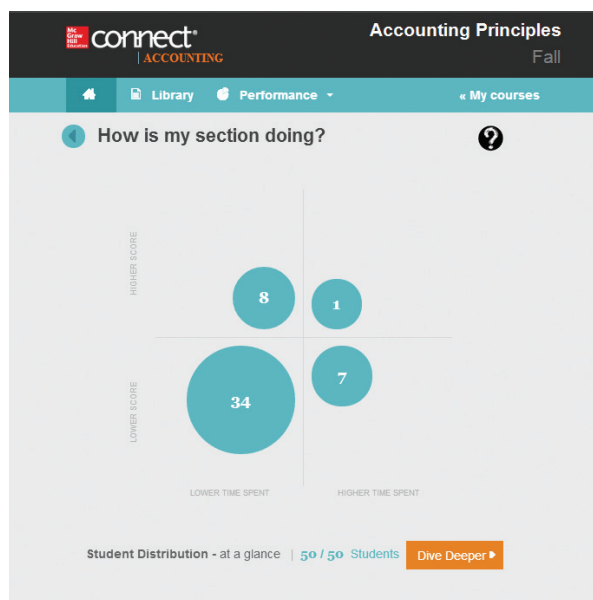 Mc Graw Hill Education
connect®
| ACCOUNTING
Accounting Principles
Fall
Library
Performance
« My courses
How is my section doing?
?
HIGHER SCORE
8
1
LOWER SCORE
34
7
LOWER TIME SPENT
HIGHER TIME SPENT
Student Distribution - at a glance | 50 / 50 Students
Dive Deeper